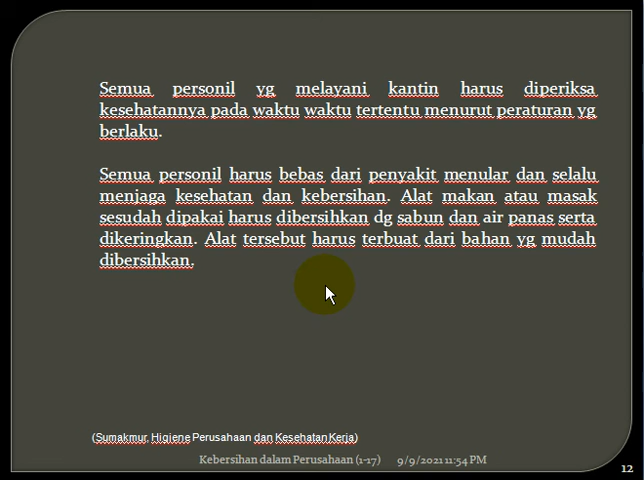 Semua personil yg melayani kantin harus diperiksa
kesehatannya pada waktu waktu tertentu menurut peraturan yg
berlaku.
Semua personil harus bebas dari penyakit menular dan selalu
menjaga kesehatan dan kebersihan. Alat makan atau masak
sesudah dipakai harus dibersihkan dg sabun dan air panas serta
dikeringkan. Alat tersebut harus terbuat dari bahan yg mudah
dibersihkan.
(Sumakmur, Higiene Perusahaan dan Kesehatan Kerja)
Kebersihan dalam Perusahaan (1-17) 9/9/2021 11:54 PM
12